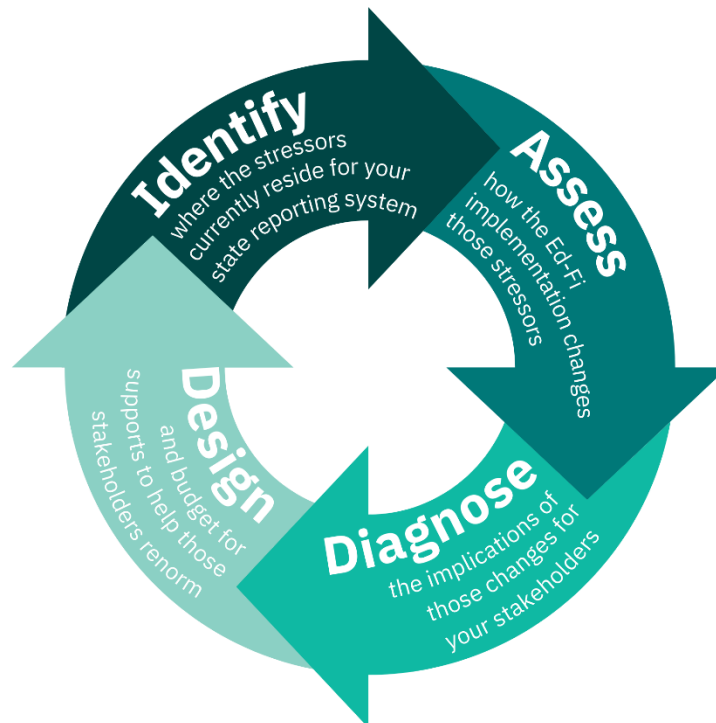 Identify
where the stressors
currently reside for your
state reporting system
Assess
how the Ed-Fi
implementation changes
those stressors
Diagnose
the implications of
those changes for
your stakeholders
Design
and budget for
supports to help those
stakeholders renorm